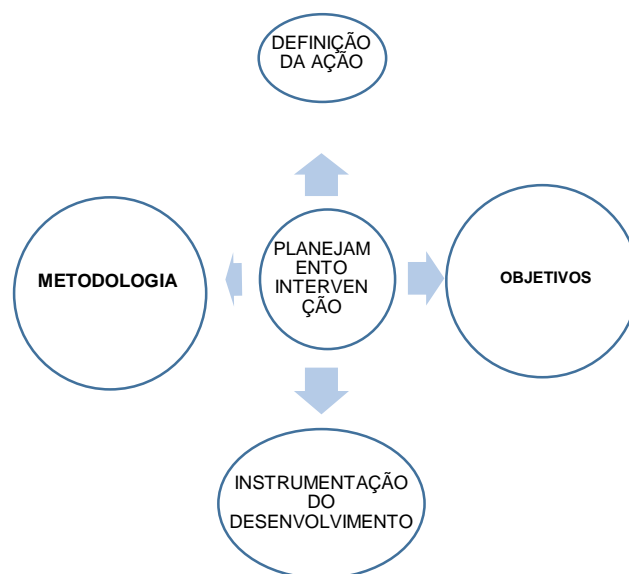 DEFINIÇÃO
DA AÇÃO
METODOLOGIA
PLANEJAM
ENTO
INTERVEN
ÇÃO
OBJETIVOS
INSTRUMENTAÇÃO
DO
DESENVOLVIMENTO